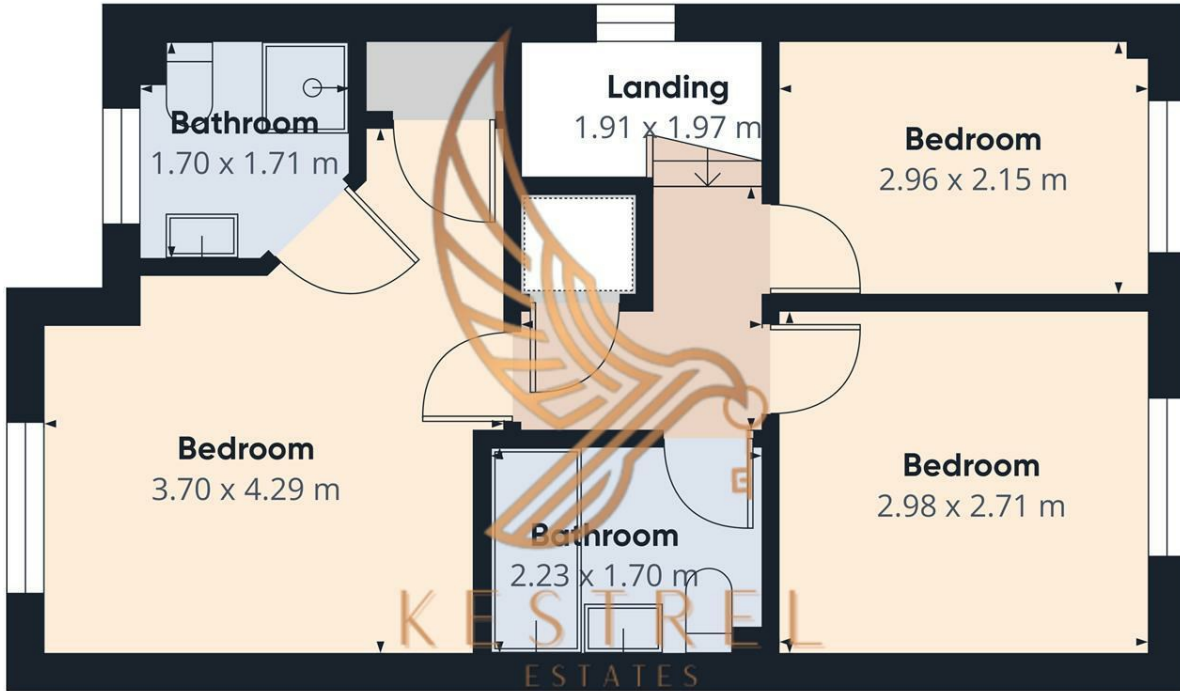 Bathroom
1.70 x 1.71 m
Landing
1.91 x 1.97 m
Bedroom
2.96 x 2.15 m
Bedroom
3.70 x 4.29 m
Bedroom
2.98 x 2.71 m
Bathroom
2.23 x 1.70 m
KESTREL
ESTATES